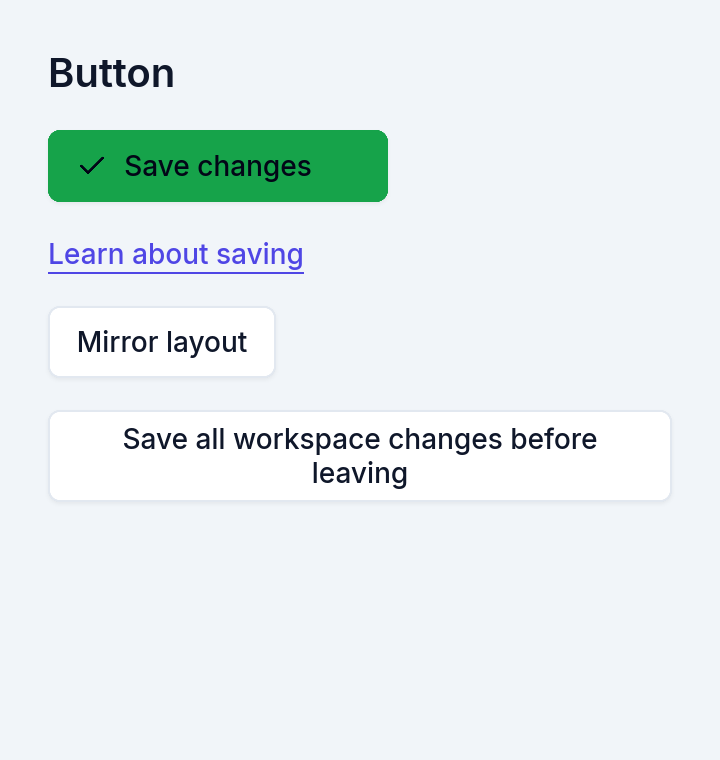 Button
Save changes
Learn about saving
Mirror layout
Save all workspace changes before
leaving